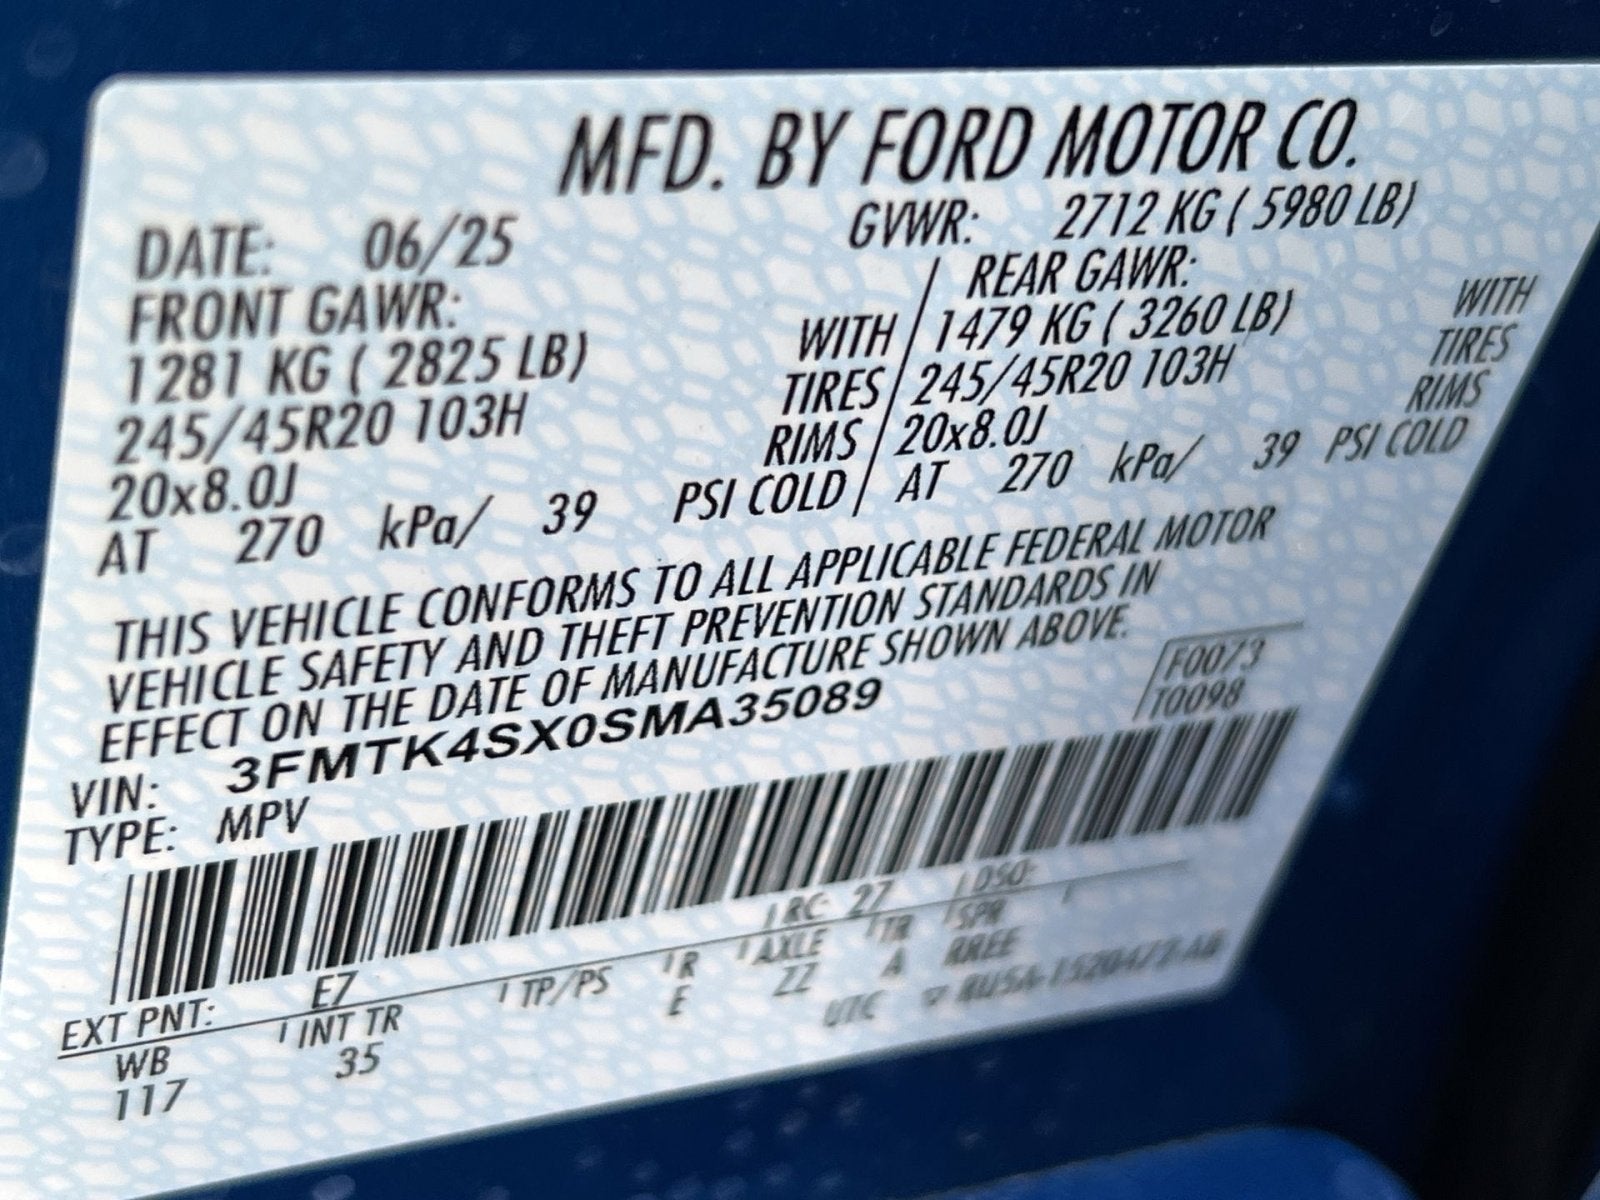 MFD. BY FORD MOTOR CO.
DATE: 06/25 GVWR: 2712 KG ( 5980 LB)
FRONT GAWR: REAR GAWR:
1281 KG ( 2825 LB) WITH 1479 KG ( 3260 LB) WITH
245/45R20 103H TIRES 245/45R20 103H TIRES
20x8.0J RIMS 20x8.0J RIMS
AT 270 kPa/ 39 PSI COLD AT 270 kPa/ 39 PSI COLD
THIS VEHICLE CONFORMS TO ALL APPLICABLE FEDERAL MOTOR
VEHICLE SAFETY AND THEFT PREVENTION STANDARDS IN
EFFECT ON THE DATE OF MANUFACTURE SHOWN ABOVE.
VIN: 3FMTK4SX0SMA35089 F0073
TYPE: MPV T0098
EXT PNT: E7 RC: 27 DSO:
WB INT TR TP/PS R AXLE TR SPR
117 35 E ZZ A RREE
UTC